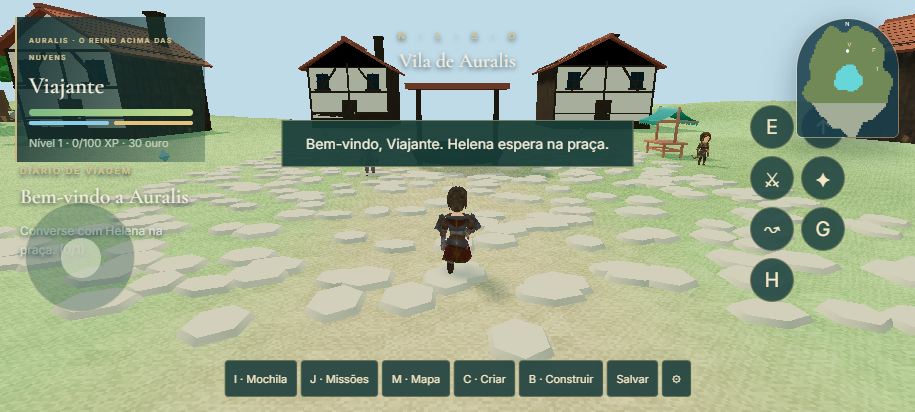 AURALIS · O REINO ACIMA DAS
NUVENS
Viajante
Nível 1 · 0/100 XP · 30 ouro
DIÁRIO DE VIAGEM
Bem-vindo a Auralis
Converse com Helena na
praça.
N · L · S · O
Vila de Auralis
Bem-vindo, Viajante. Helena espera na praça.
N
V
F
T
E
↑
G
H
I · Mochila
J · Missões
M · Mapa
C · Criar
B · Construir
Salvar